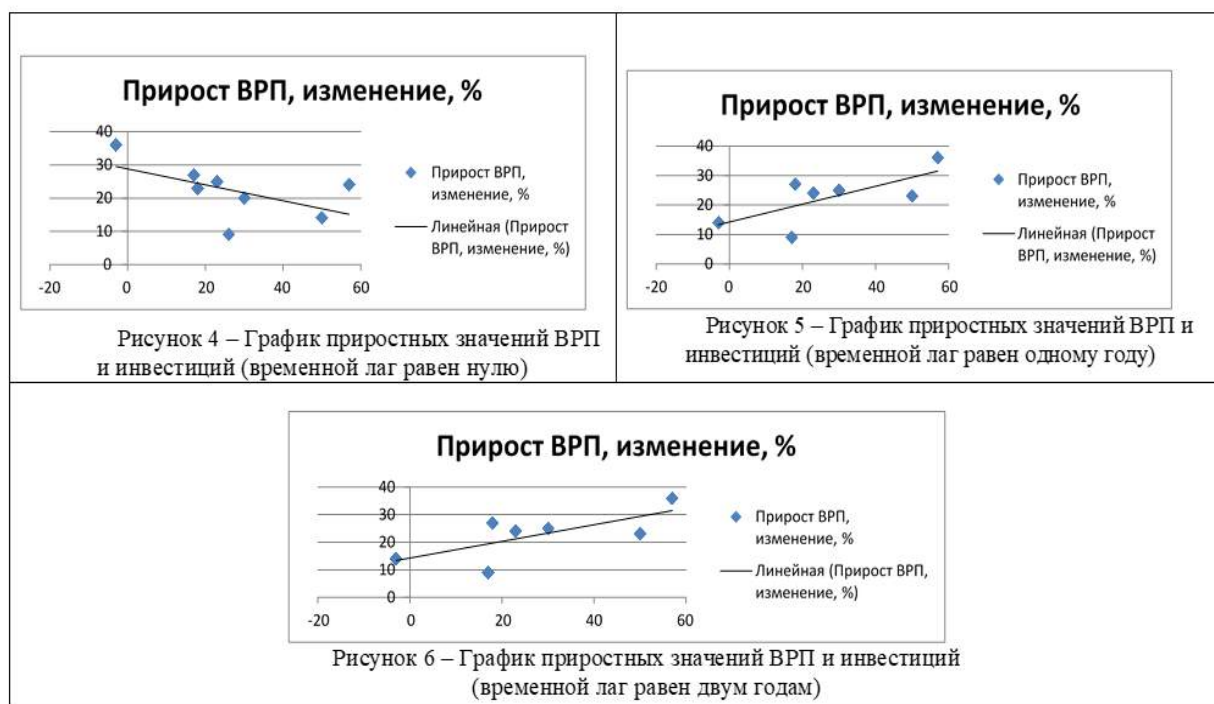 Прирост ВРП, изменение, %
40
30
20
10
0
-20 0 20 40 60
Прирост ВРП,
изменение, %
Линейная (Прирост
ВРП, изменение, %)
Рисунок 4 – График приростных значений ВРП
и инвестиций (временной лаг равен нулю)
Прирост ВРП, изменение, %
40
30
20
10
0
-20 0 20 40 60
Прирост ВРП,
изменение, %
Линейная (Прирост
ВРП, изменение, %)
Рисунок 5 – График приростных значений ВРП и
инвестиций (временной лаг равен одному году)
Прирост ВРП, изменение, %
40
30
20
10
0
-20 0 20 40 60
Прирост ВРП,
изменение, %
Линейная (Прирост ВРП,
изменение, %)
Рисунок 6 – График приростных значений ВРП и инвестиций
(временной лаг равен двум годам)